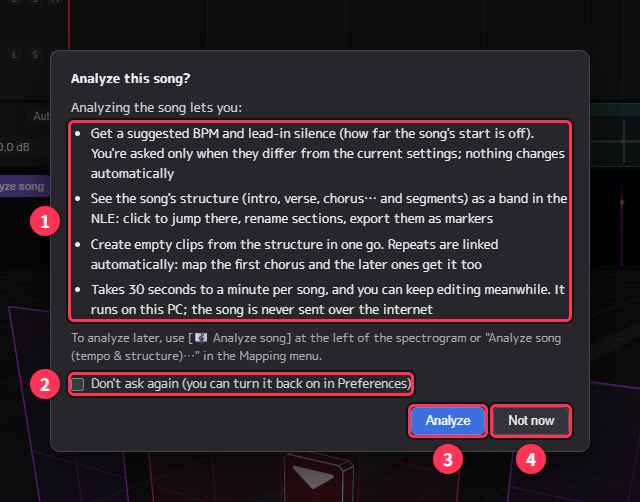 L S
L S
Aut
0.0 dB
yze song
Analyze this song?
Analyzing the song lets you:
• Get a suggested BPM and lead-in silence (how far the song's start is off).
You're asked only when they differ from the current settings; nothing changes
automatically
• See the song's structure (intro, verse, chorus… and segments) as a band in the
NLE: click to jump there, rename sections, export them as markers
1
• Create empty clips from the structure in one go. Repeats are linked
automatically: map the first chorus and the later ones get it too
• Takes 30 seconds to a minute per song, and you can keep editing meanwhile. It
runs on this PC; the song is never sent over the internet
To analyze later, use [ Analyze song] at the left of the spectrogram or "Analyze song
(tempo & structure)…" in the Mapping menu.
2
Don't ask again (you can turn it back on in Preferences)
Analyze Not now
3 4